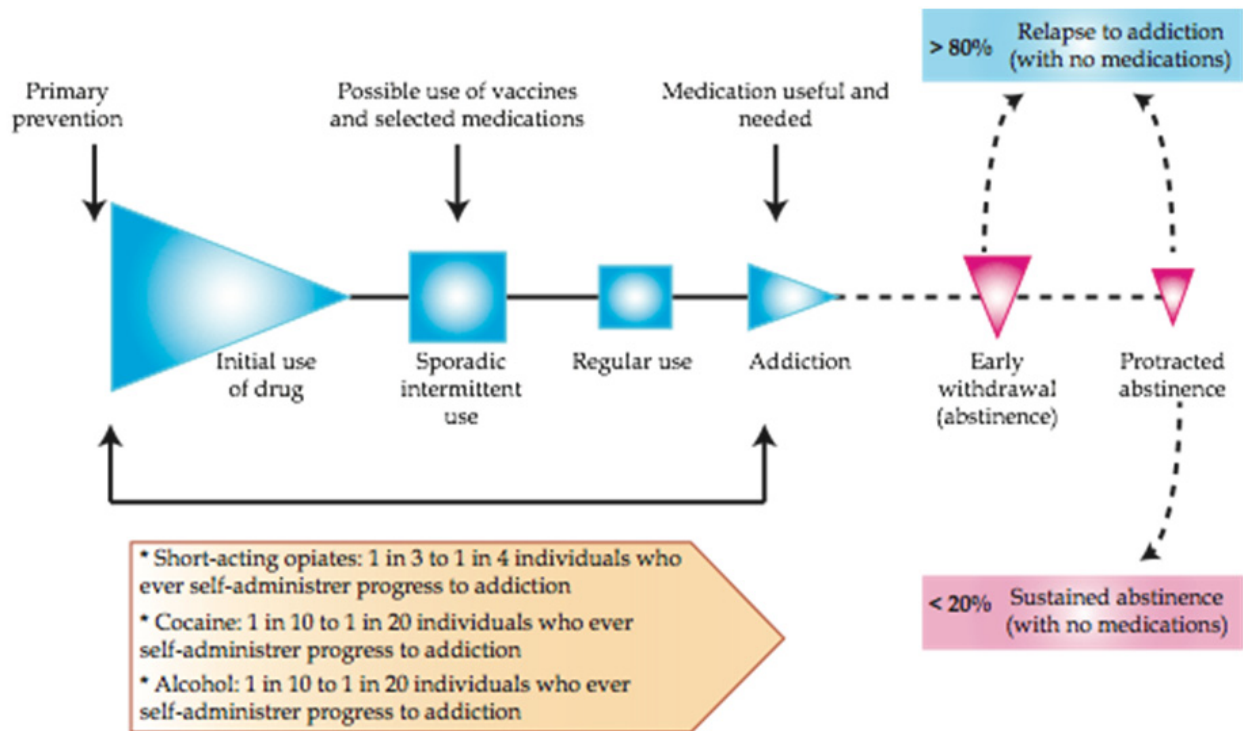 > 80%
Relapse to addiction
(with no medications)
Primary
prevention
Possible use of vaccines
and selected medications
Medication useful and
needed
Initial use
of drug
Sporadic
intermittent
use
Regular use
Addiction
Early
withdrawal
(abstinence)
Protracted
abstinence
* Short-acting opiates: 1 in 3 to 1 in 4 individuals who
ever self-administrer progress to addiction
* Cocaine: 1 in 10 to 1 in 20 individuals who ever
self-administrer progress to addiction
* Alcohol: 1 in 10 to 1 in 20 individuals who ever
self-administrer progress to addiction
< 20%
Sustained abstinence
(with no medications)